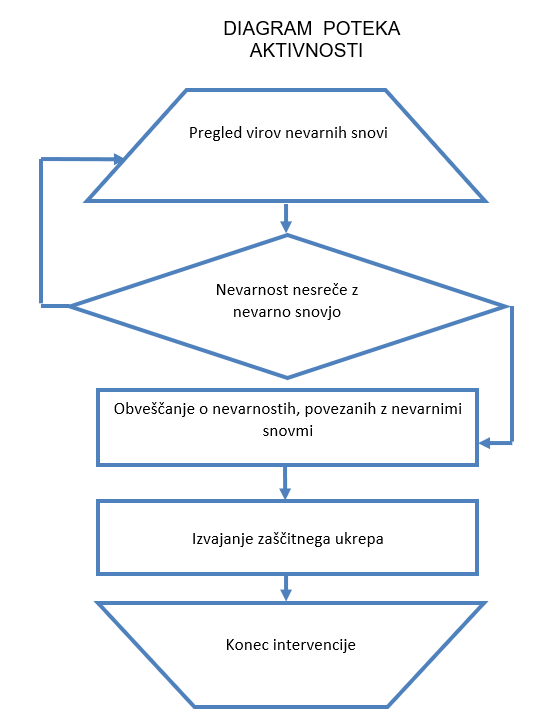 DIAGRAM POTEKA
AKTIVNOSTI
Pregled virov nevarnih snovi
Nevarnost nesreče z
nevarno snovjo
Obveščanje o nevarnostih, povezanih z nevarnimi
snovmi
Izvajanje zaščitnega ukrepa
Konec intervencije